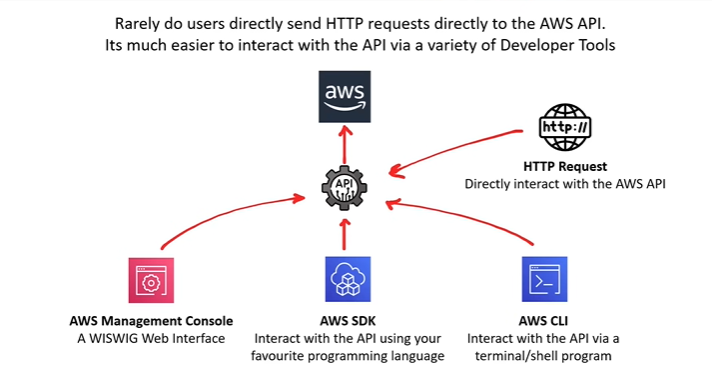 Rarely do users directly send HTTP requests directly to the AWS API.
Its much easier to interact with the API via a variety of Developer Tools
aws
http://
API
HTTP Request
Directly interact with the AWS API
AWS Management Console
A WISWIG Web Interface
AWS SDK
Interact with the API using your
favourite programming language
AWS CLI
Interact with the API via a
terminal/shell program